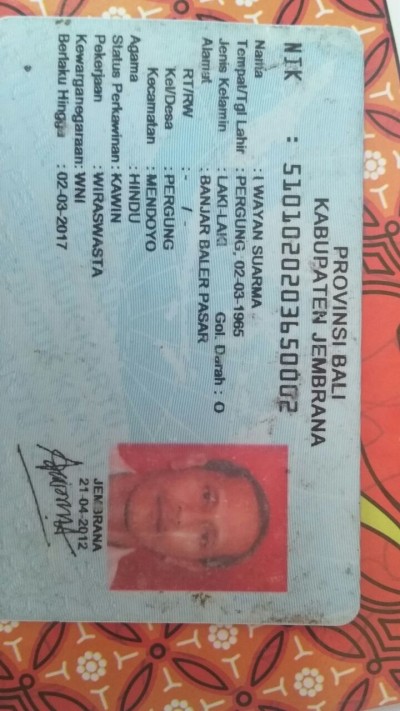 PROVINSI BALI
KABUPATEN JEMBRANA
NIK : 5101020203650002
Nama : I WAYAN SUARMA
Tempat/Tgl Lahir : PERGUNG, 02-03-1965
Jenis Kelamin : LAKI-LAKI Gol. Darah : O
Alamat : BANJAR BALER PASAR
RT/RW : - / -
Kel/Desa : PERGUNG
Kecamatan : MENDOYO
Agama : HINDU
Status Perkawinan : KAWIN
Pekerjaan : WIRASWASTA
Kewarganegaraan: WNI
Berlaku Hingga : 02-03-2017
JEMBRANA
21-04-2012